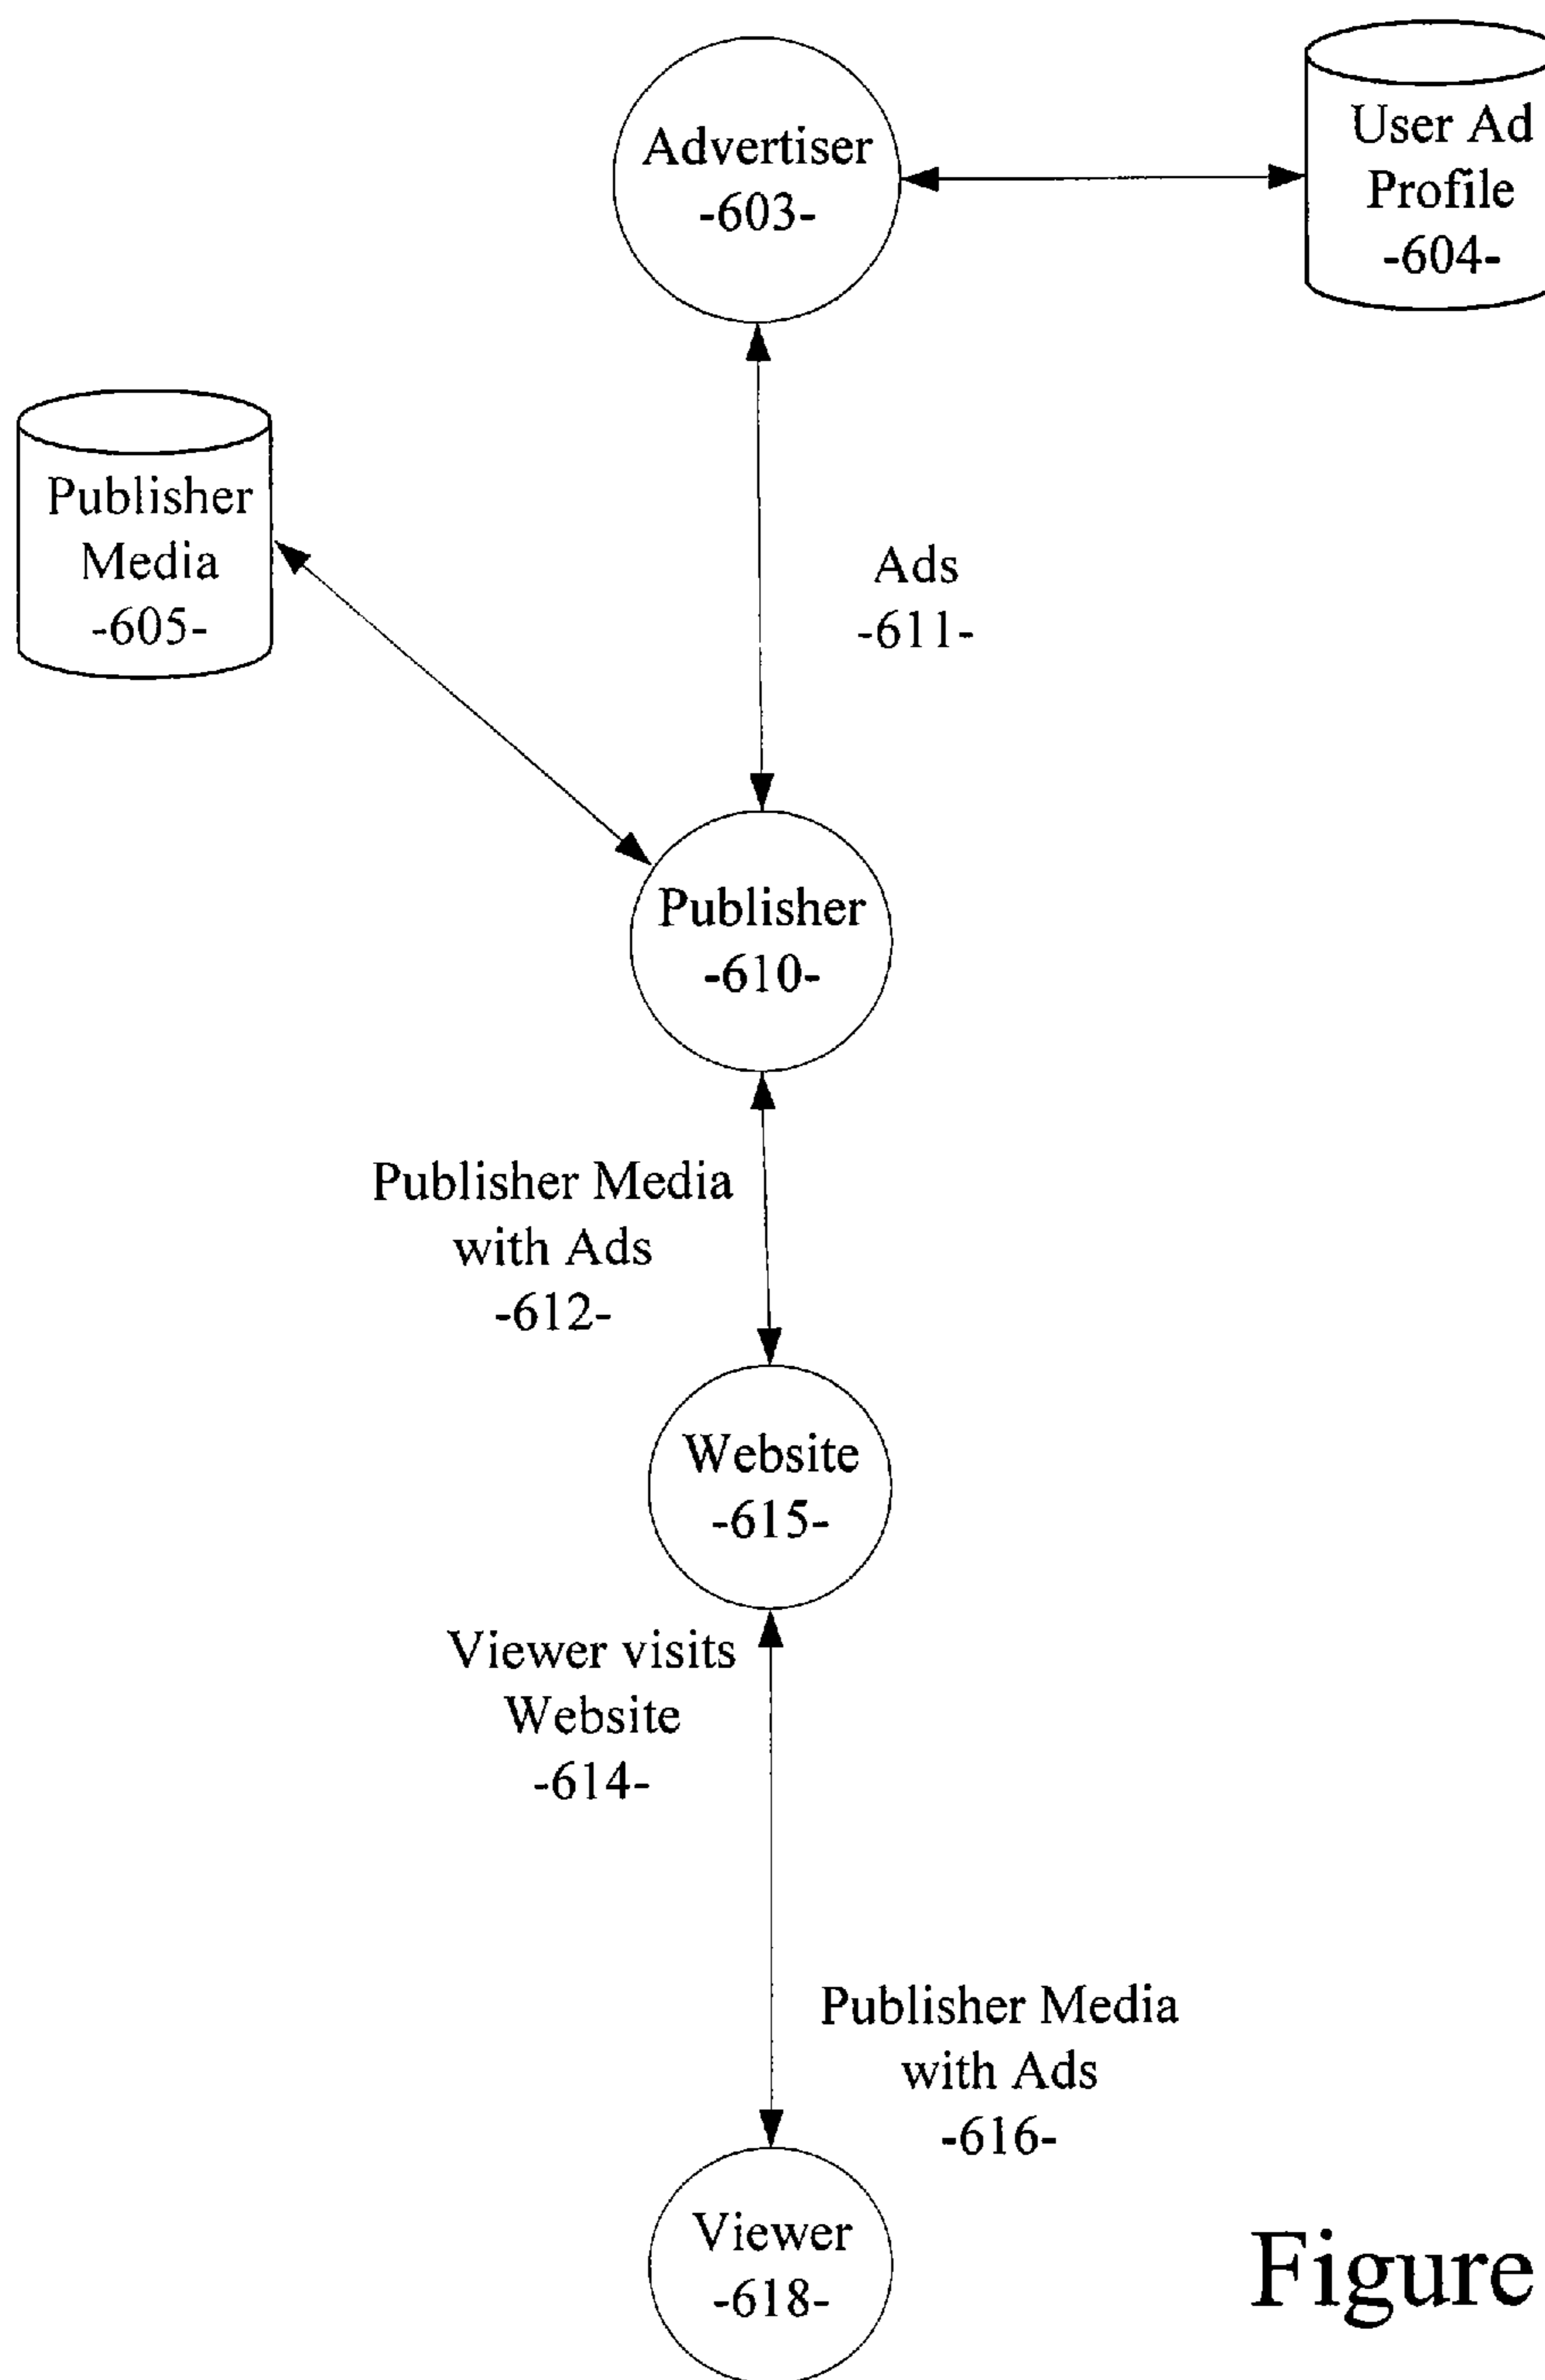 Advertiser
-603-
User Ad
Profile
-604-
Publisher
Media
-605-
Ads
-611-
Publisher
-610-
Publisher Media
with Ads
-612-
Website
-615-
Viewer visits
Website
-614-
Publisher Media
with Ads
-616-
Viewer
-618-
Figure